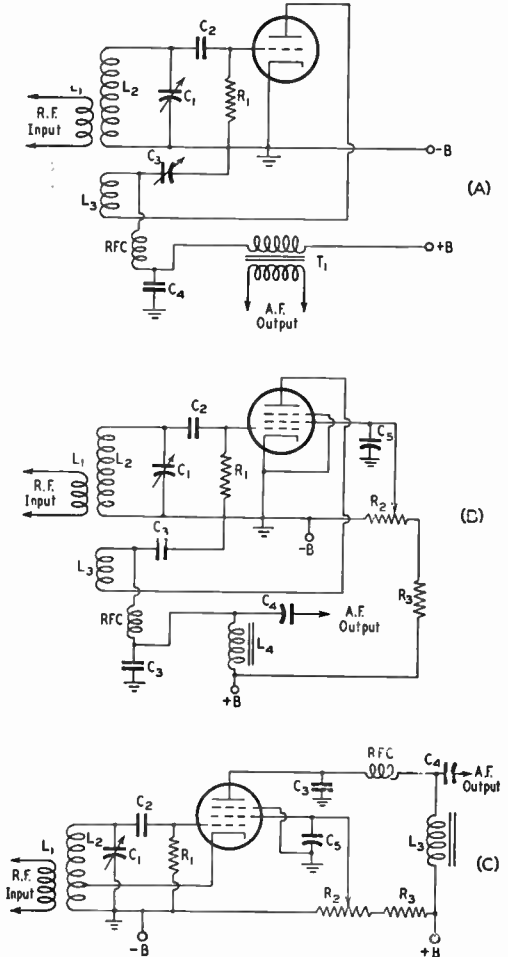 (A)
C2
L1
L2
C1
R1
R.F.
Input
-B
C3
L3
RFC
+B
T1
C4
A.F.
Output
(B)
C2
C5
L1
L2
C1
R1
R2
R.F.
Input
-B
C3
L3
R3
RFC
C4
A.F.
Output
L4
C3
+B
(C)
RFC
C4
A.F.
Output
C3
C2
L3
L1
L2
C1
R1
C5
R.F.
Input
R2
R3
-B
+B